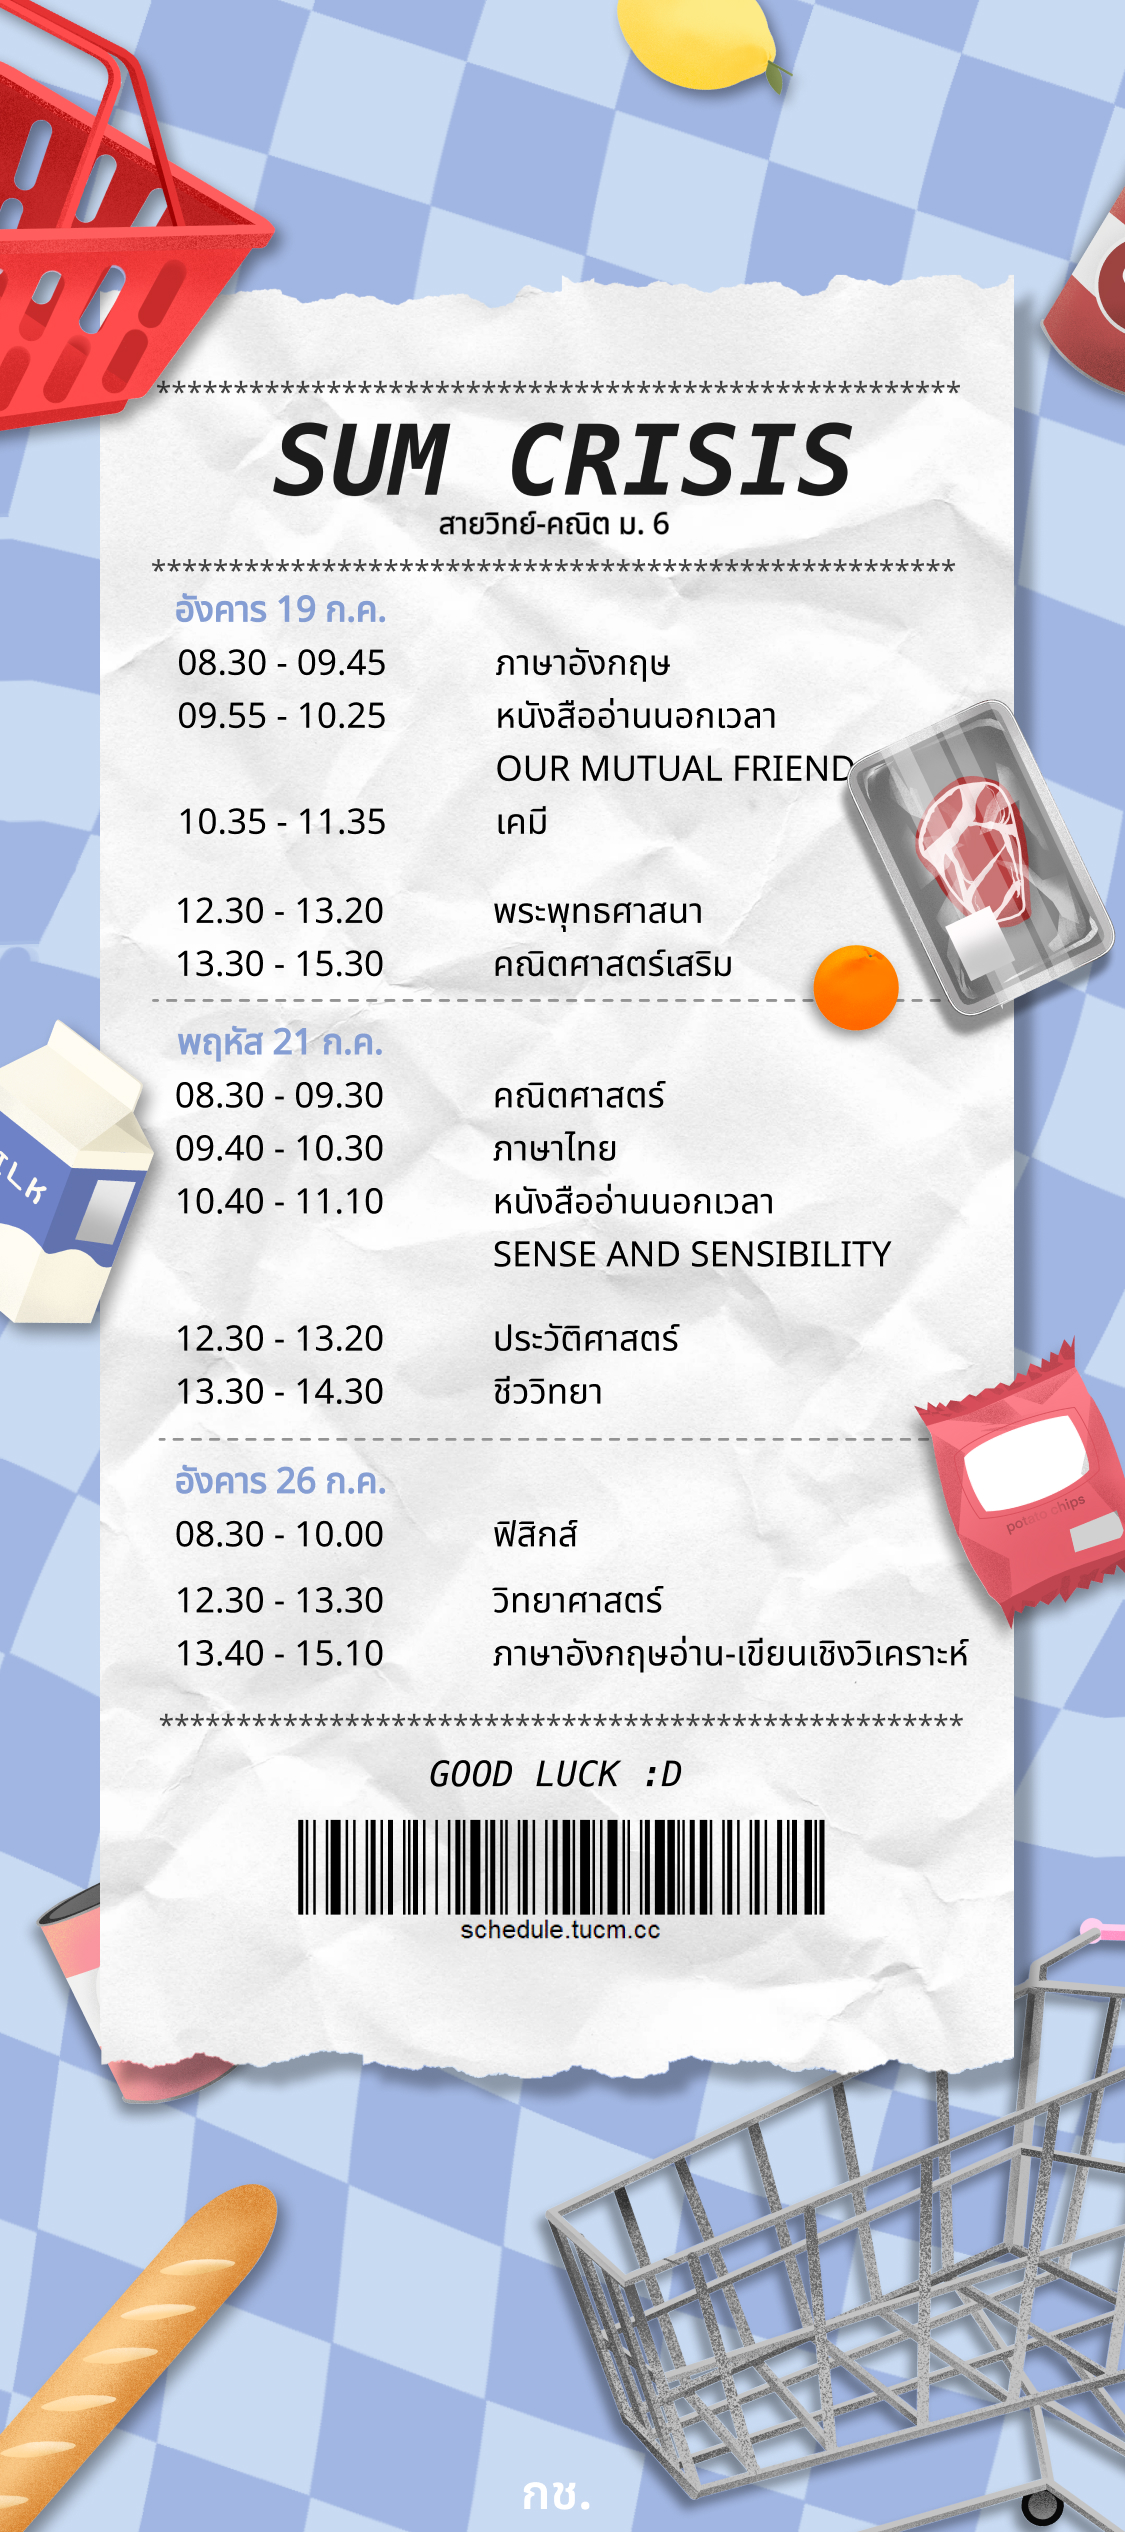 *****************************************************
SUM CRISIS
สายวิทย์-คณิต ม. 6
*****************************************************
อังคาร 19 ก.ค.
08.30 - 09.45 ภาษาอังกฤษ
09.55 - 10.25 หนังสืออ่านนอกเวลา
OUR MUTUAL FRIEND
10.35 - 11.35 เคมี
12.30 - 13.20 พระพุทธศาสนา
13.30 - 15.30 คณิตศาสตร์เสริม
พฤหัส 21 ก.ค.
08.30 - 09.30 คณิตศาสตร์
09.40 - 10.30 ภาษาไทย
10.40 - 11.10 หนังสืออ่านนอกเวลา
SENSE AND SENSIBILITY
12.30 - 13.20 ประวัติศาสตร์
13.30 - 14.30 ชีววิทยา
อังคาร 26 ก.ค.
08.30 - 10.00 ฟิสิกส์
potato chips
12.30 - 13.30 วิทยาศาสตร์
13.40 - 15.10 ภาษาอังกฤษอ่าน-เขียนเชิงวิเคราะห์
*****************************************************
GOOD LUCK :D
schedule.tucm.cc
กช.